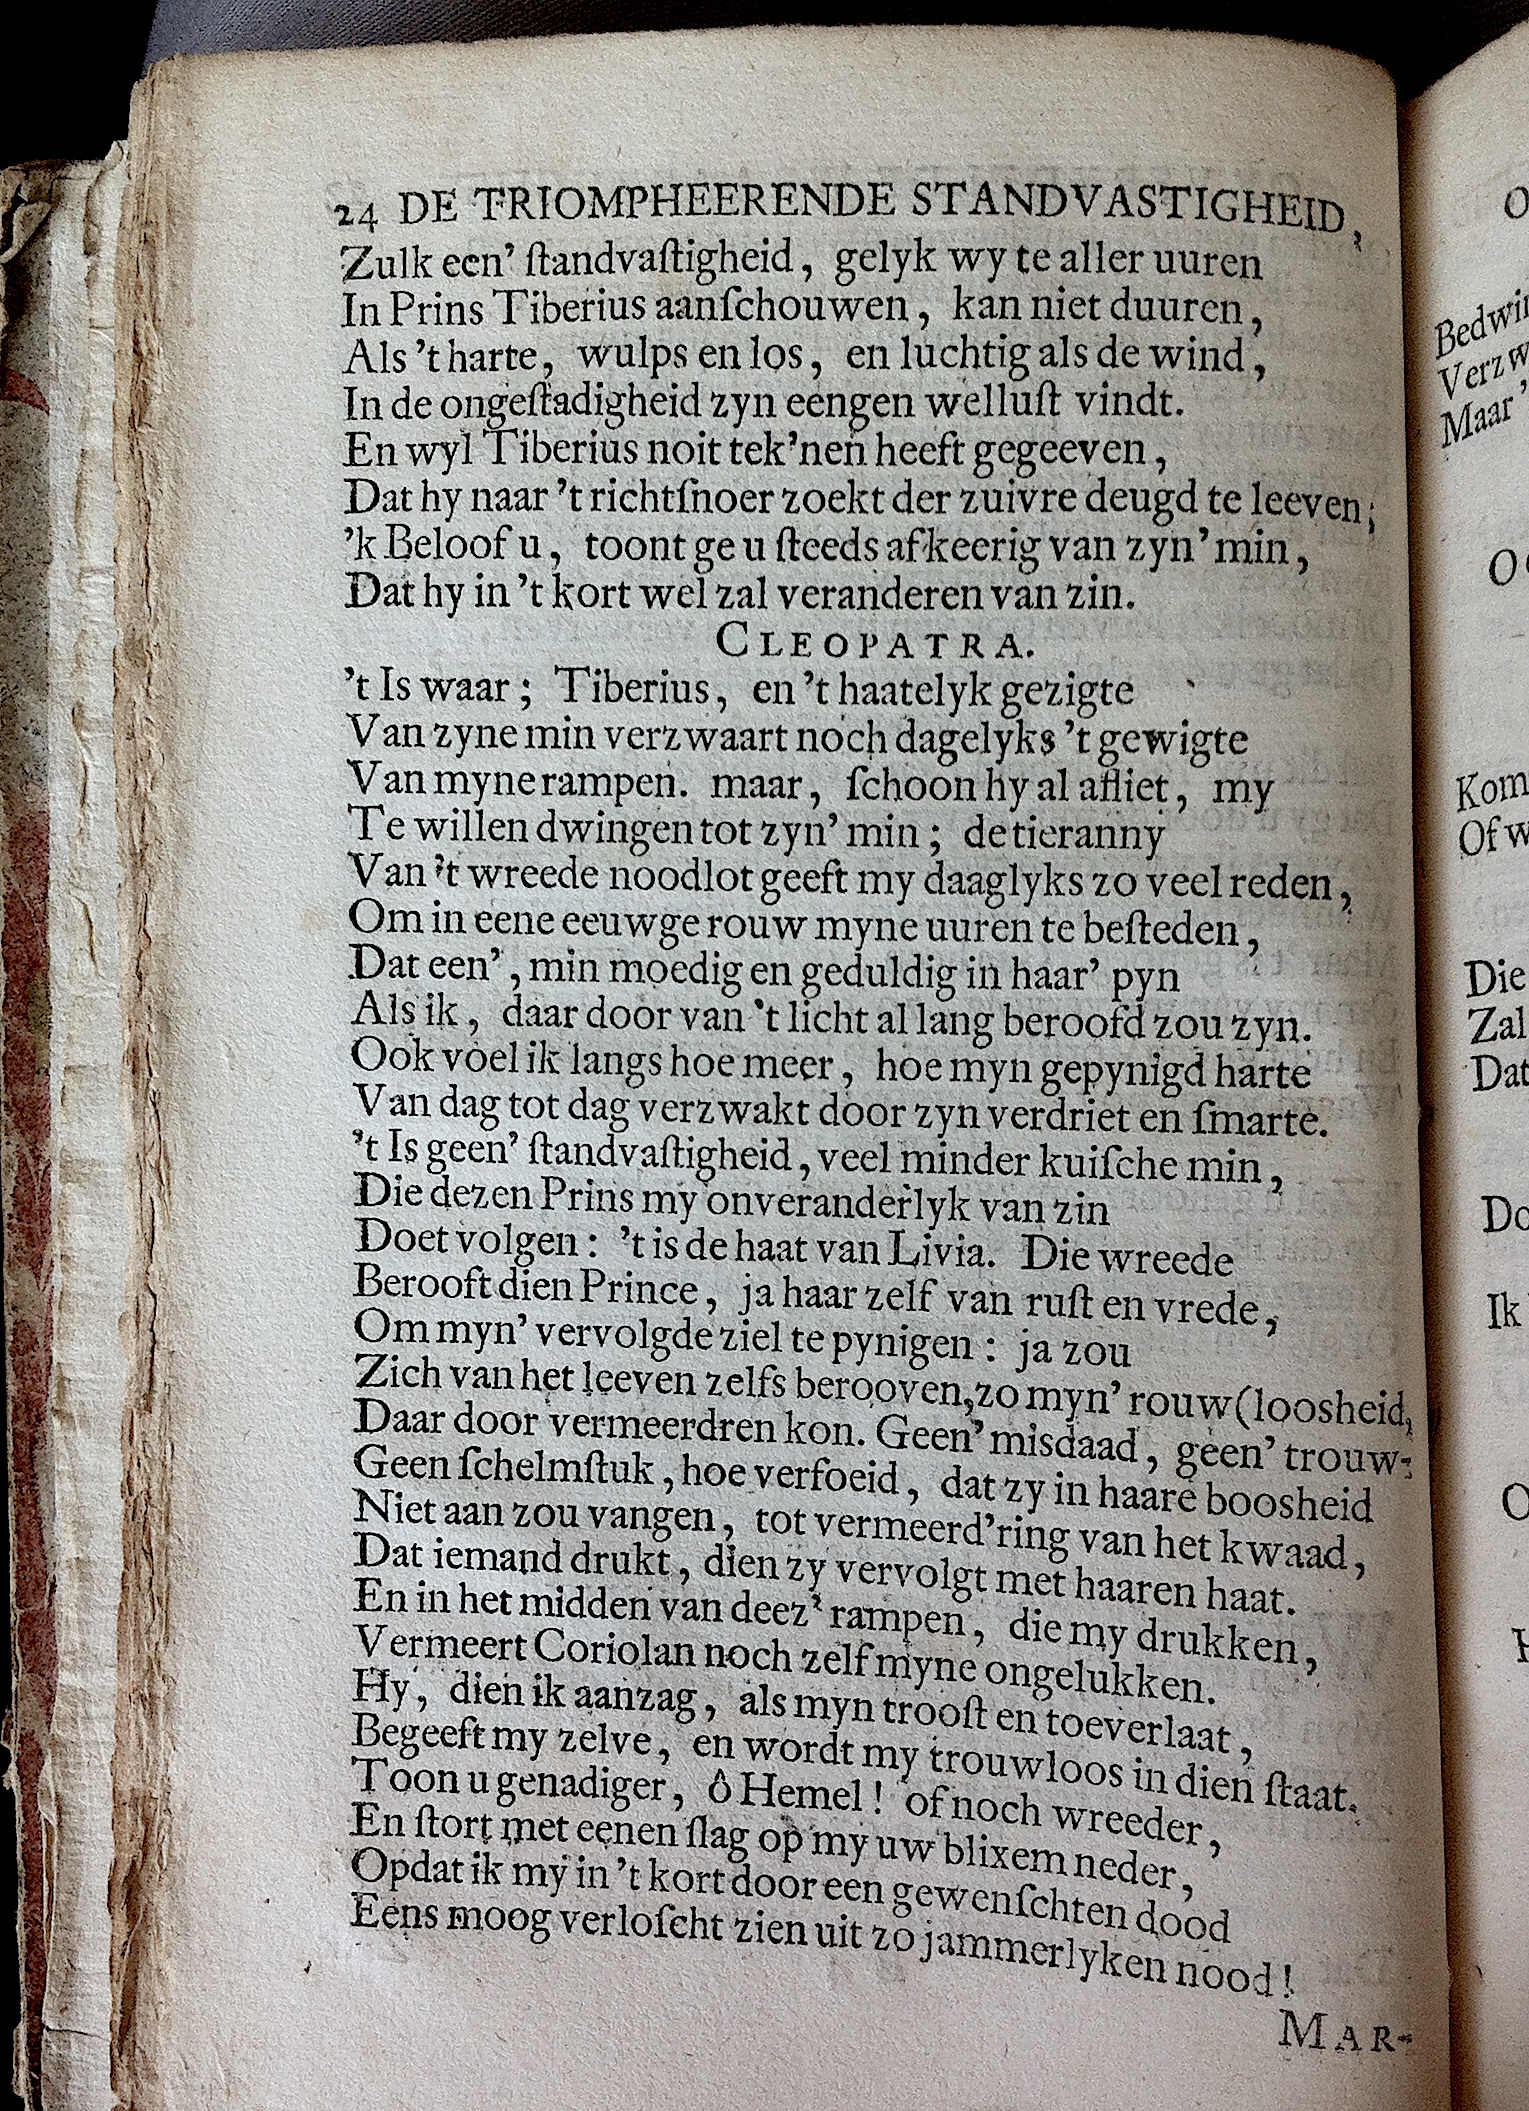 24 DE TRIOMPHEERENDE STANDVASTIGHEID,
Zulk een’ ſtandvaſtigheid, gelyk wy te aller uuren
In Prins Tiberius aanſchouwen, kan niet duuren,
Als ’t harte, wulps en los, en luchtig als de wind,
In de ongeſtadigheid zyn eengen welluſt vindt.
En wyl Tiberius noit tek’nen heeft gegeeven,
Dat hy naar ’t richtſnoer zoekt der zuivre deugd te leeven;
’k Beloof u, toont ge u ſteeds afkeerig van zyn’ min,
Dat hy in ’t kort wel zal veranderen van zin.
CLEOPATRA.
’t Is waar; Tiberius, en ’t haatelyk gezigte
Van zyne min verzwaart noch dagelyks ’t gewigte
Van myne rampen. maar, ſchoon hy al afliet, my
Te willen dwingen tot zyn’ min; de tieranny
Van ’t wreede noodlot geeft my daaglyks zo veel reden,
Om in eene eeuwge rouw myne uuren te beſteden,
Dat een’, min moedig en geduldig in haar’ pyn
Als ik, daar door van ’t licht al lang beroofd zou zyn.
Ook voel ik langs hoe meer, hoe myn gepynigd harte
Van dag tot dag verzwakt door zyn verdriet en ſmarte.
’t Is geen’ ſtandvaſtigheid, veel minder kuiſche min,
Die dezen Prins my onveranderlyk van zin
Doet volgen: ’t is de haat van Livia. Die wreede
Berooft dien Prince, ja haar zelf van ruſt en vrede,
Om myn’ vervolgde ziel te pynigen: ja zou
Zich van het leeven zelfs berooven, zo myn’ rouw (loosheid,
Daar door vermeerdren kon. Geen’ misdaad, geen’ trouw-
Geen ſchelmſtuk, hoe verfoeid, dat zy in haare boosheid
Niet aan zou vangen, tot vermeerd’ring van het kwaad,
Dat iemand drukt, dien zy vervolgt met haaren haat.
En in het midden van deez’ rampen, die my drukken,
Vermeert Coriolan noch zelf myne ongelukken.
Hy, dien ik aanzag, als myn trooſt en toeverlaat,
Begeeft my zelve, en wordt my trouwloos in dien ſtaat.
Toon u genadiger, ô Hemel! of noch wreeder,
En ſtort met eenen ſlag op my uw blixem neder,
Opdat ik my in ’t kort door een gewenſchten dood
Eens moog verloſcht zien uit zo jammerlyken nood!
MAR-
Maar ’
Kom
Of w
Die
Zal
Dat
Ik